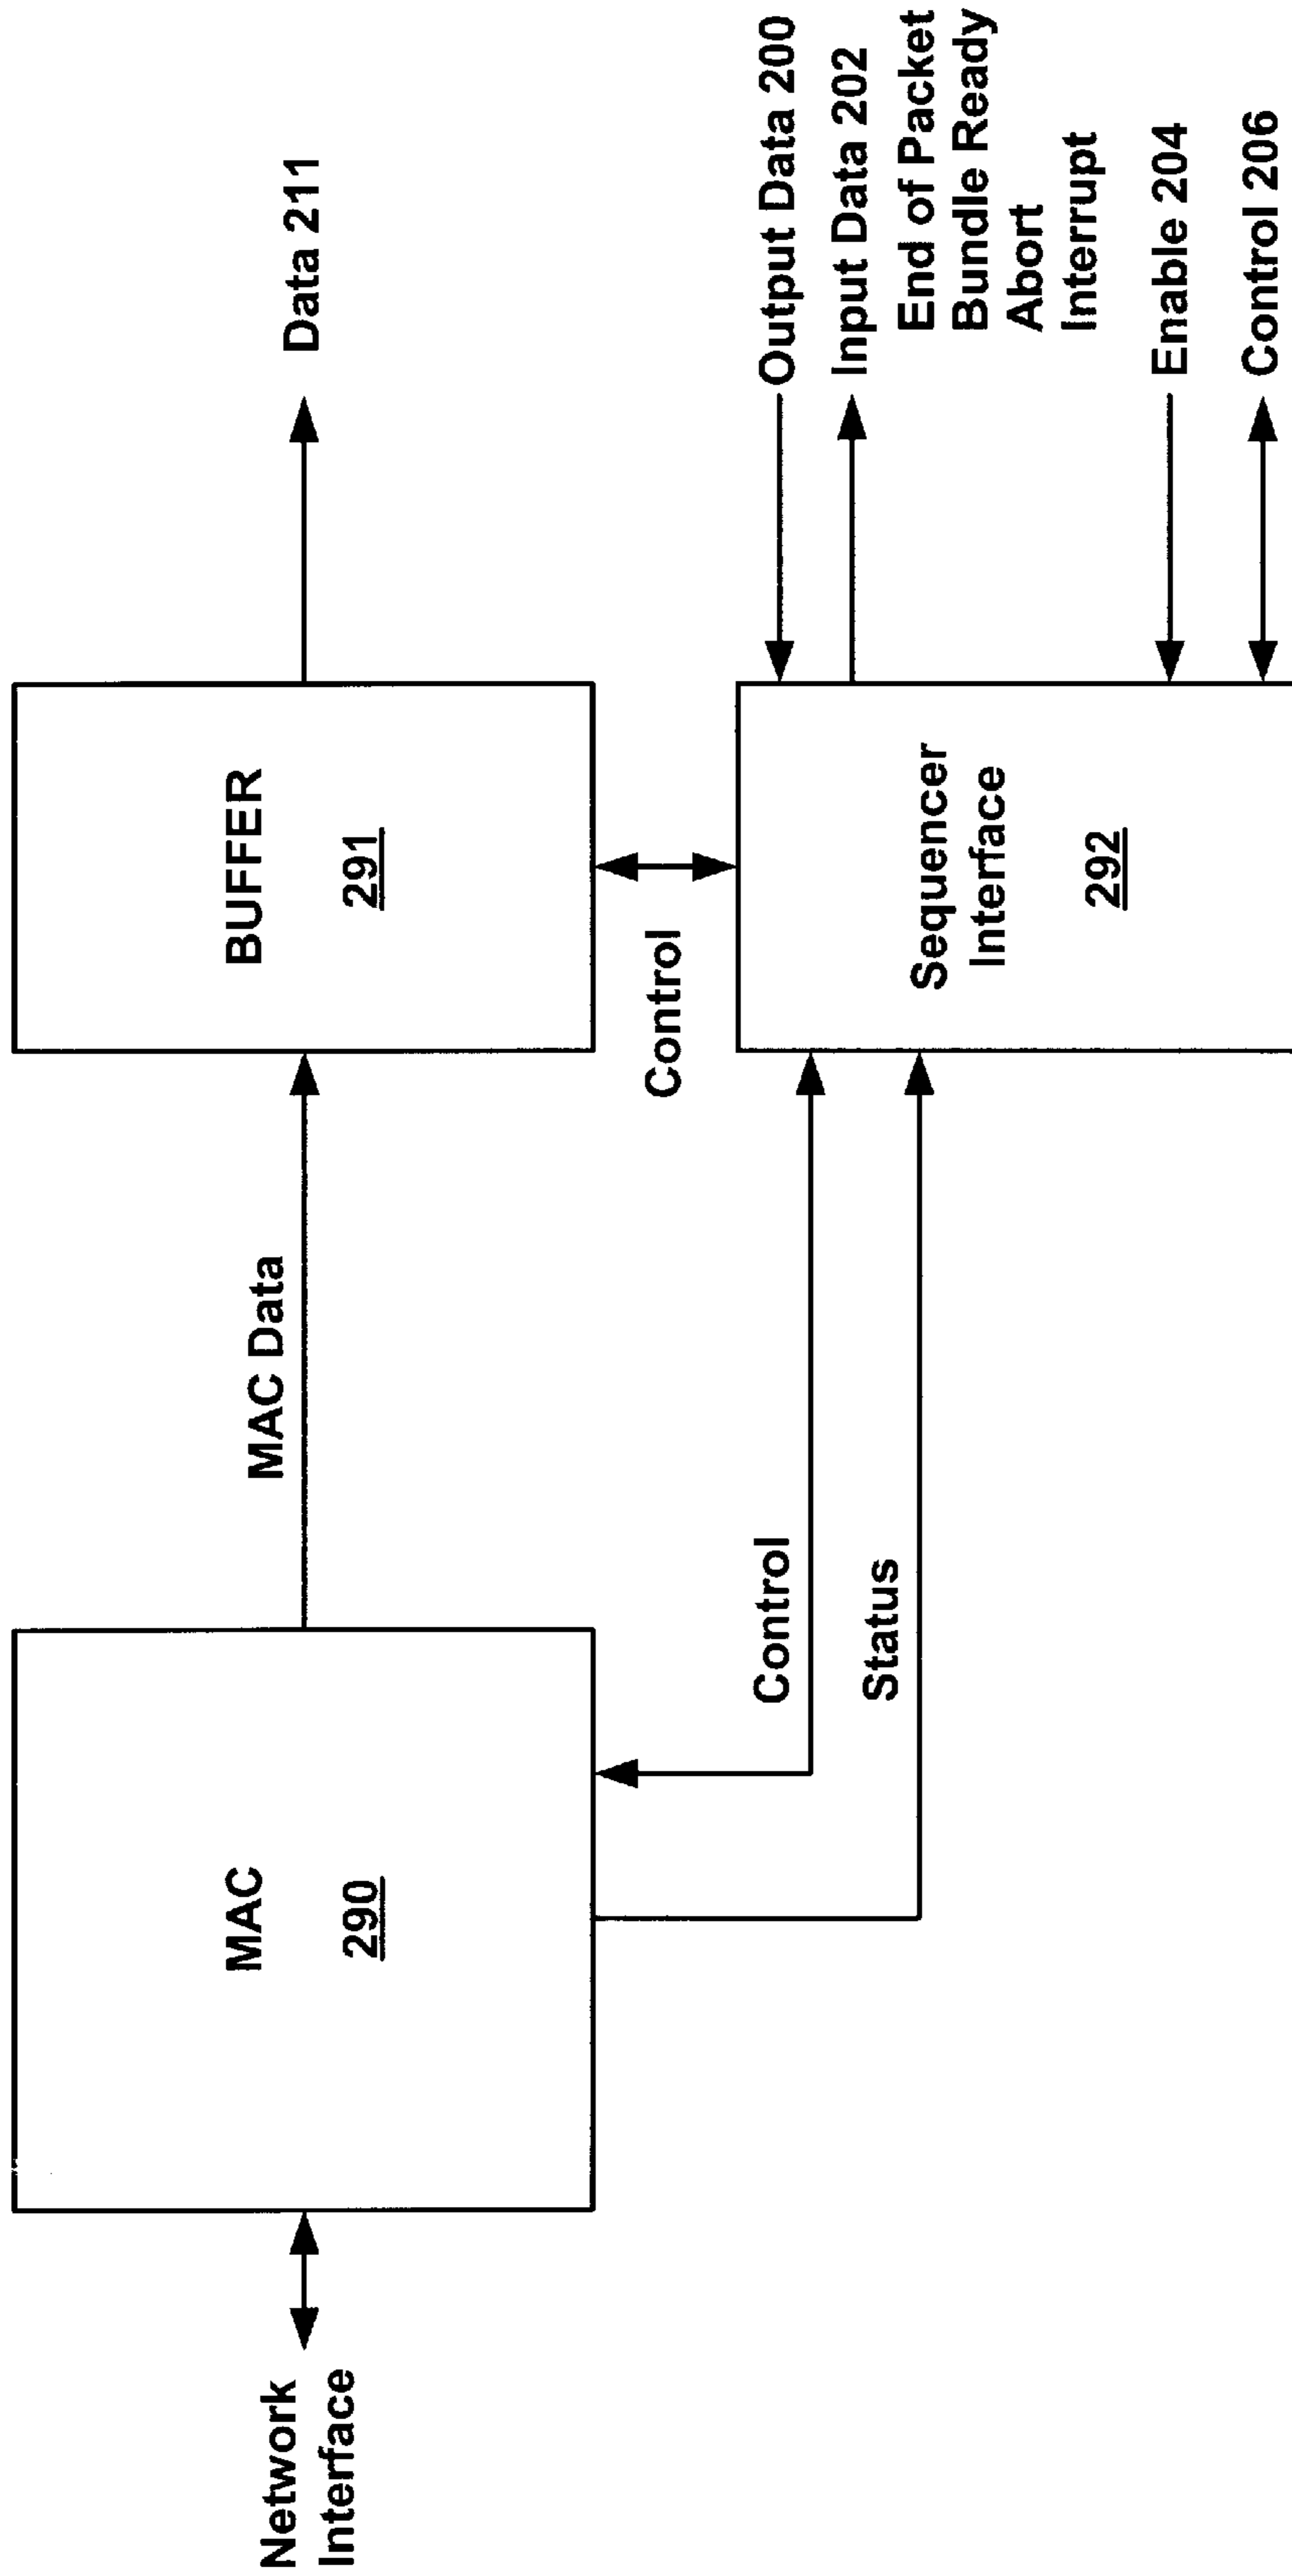 Network
Interface
MAC
290
MAC Data
Control
Status
BUFFER
291
Control
Sequencer
Interface
292
Data 211
Output Data 200
Input Data 202
End of Packet
Bundle Ready
Abort
Interrupt
Enable 204
Control 206